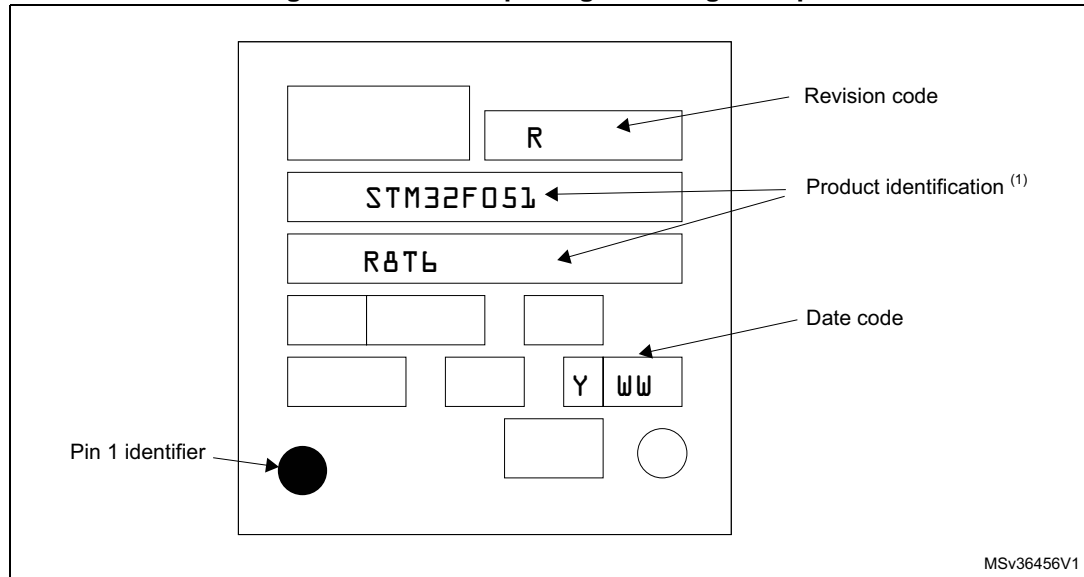 Revision code
R
STM32F051
Product identification (1)
R8T6
Date code
Y WW
Pin 1 identifier
MSv36456V1